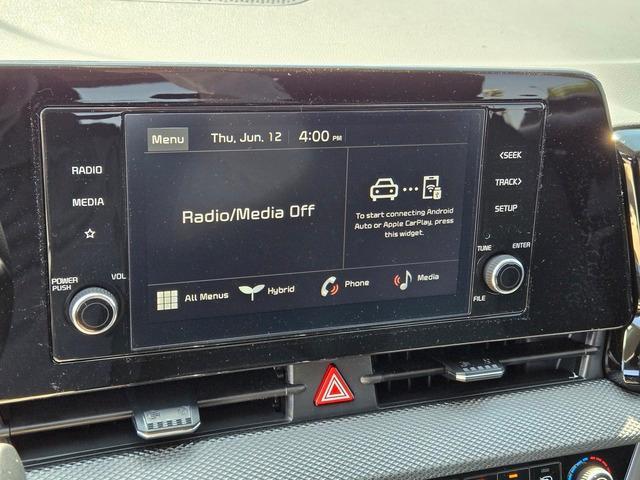 Menu
Thu, Jun. 12
4:00 PM
Radio/Media Off
To start connecting Android
Auto or Apple CarPlay, press
this widget.
All Menus
Hybrid
Phone
Media
RADIO
MEDIA
POWER
PUSH
VOL
<SEEK
TRACK>
SETUP
TUNE
ENTER
FILE